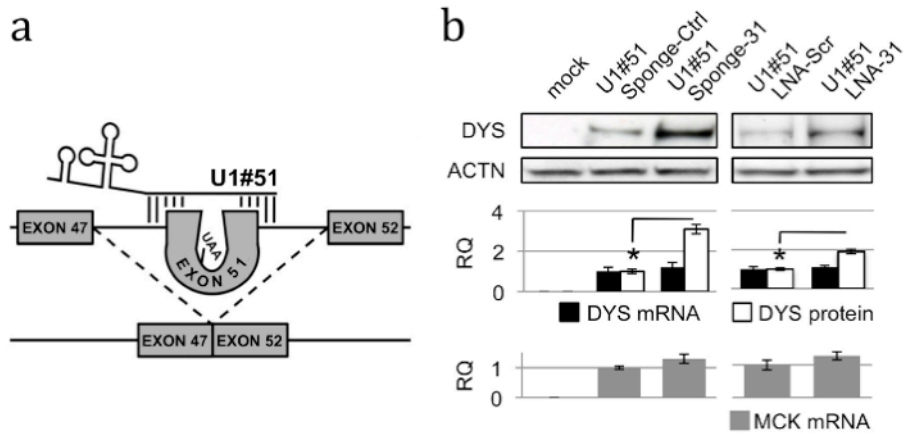 a
U1#51
EXON 47
EXON 52
UAA
EXON 51
EXON 47
EXON 52
b
mock
U1#51
Sponge-Ctrl
U1#51
Sponge-31
U1#51
LNA-Scr
U1#51
LNA-31
DYS
ACTN
RQ
4
2
0
*
*
DYS mRNA
DYS protein
RQ
1
0
MCK mRNA